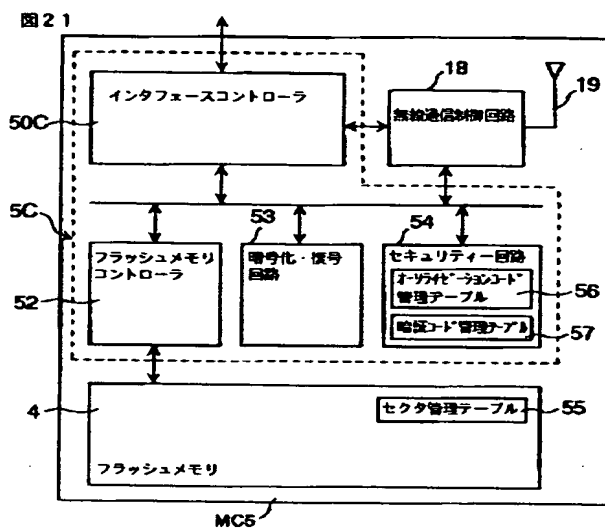 図21
18
19
インタフェースコントローラ
50C
無線通信制御回路
5C
53
54
フラッシュメモリ
コントローラ
52
暗号化・復号
回路
セキュリティー回路
オーソライゼーションコード
管理テーブル
56
暗証コード管理テーブル
57
4
セクタ管理テーブル
55
フラッシュメモリ
MC5